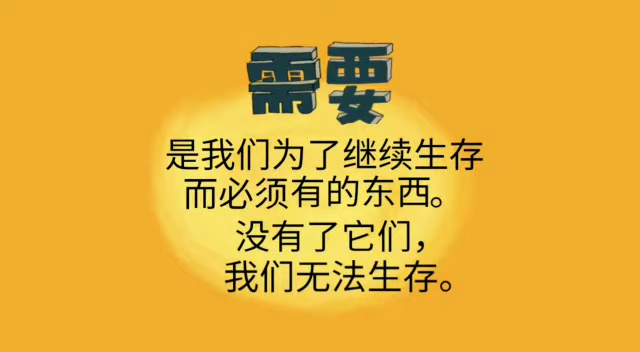 需要
是我们为了继续生存
而必须有的东西。
没有了它们，
我们无法生存。